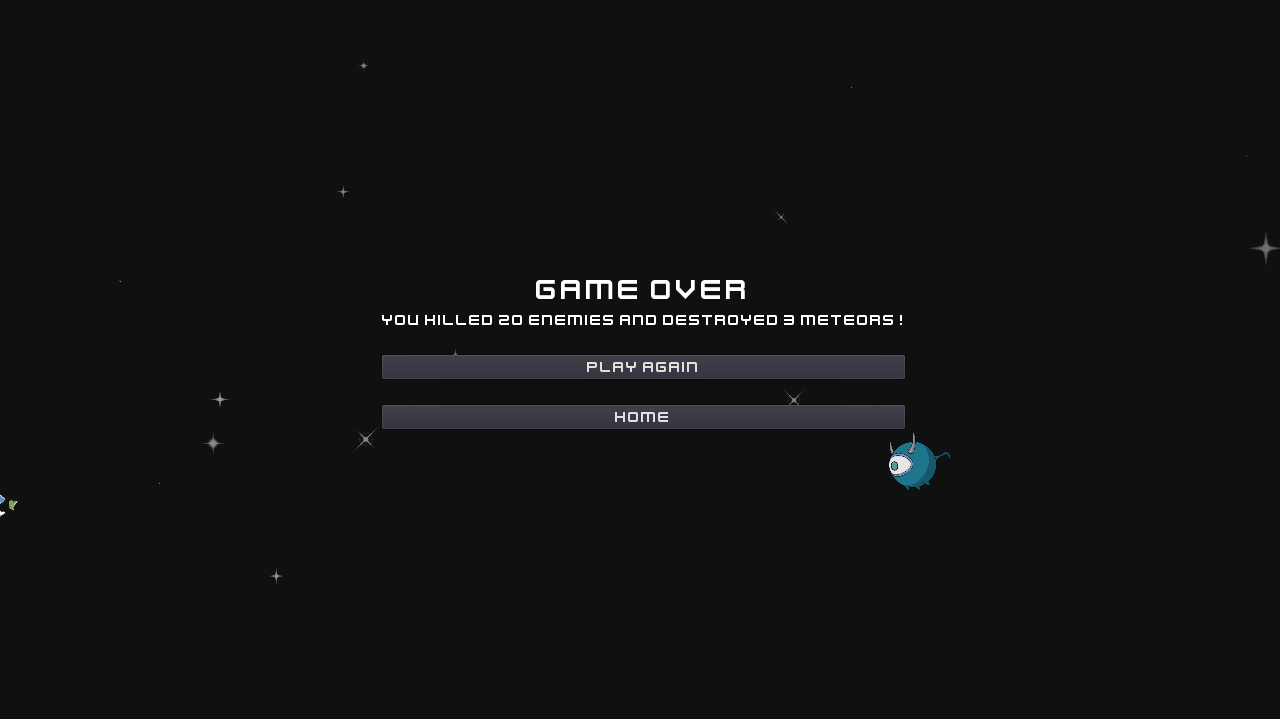 GAME OVER
YOU KILLED 20 ENEMIES AND DESTROYED 3 METEORS !
PLAY AGAIN
HOME